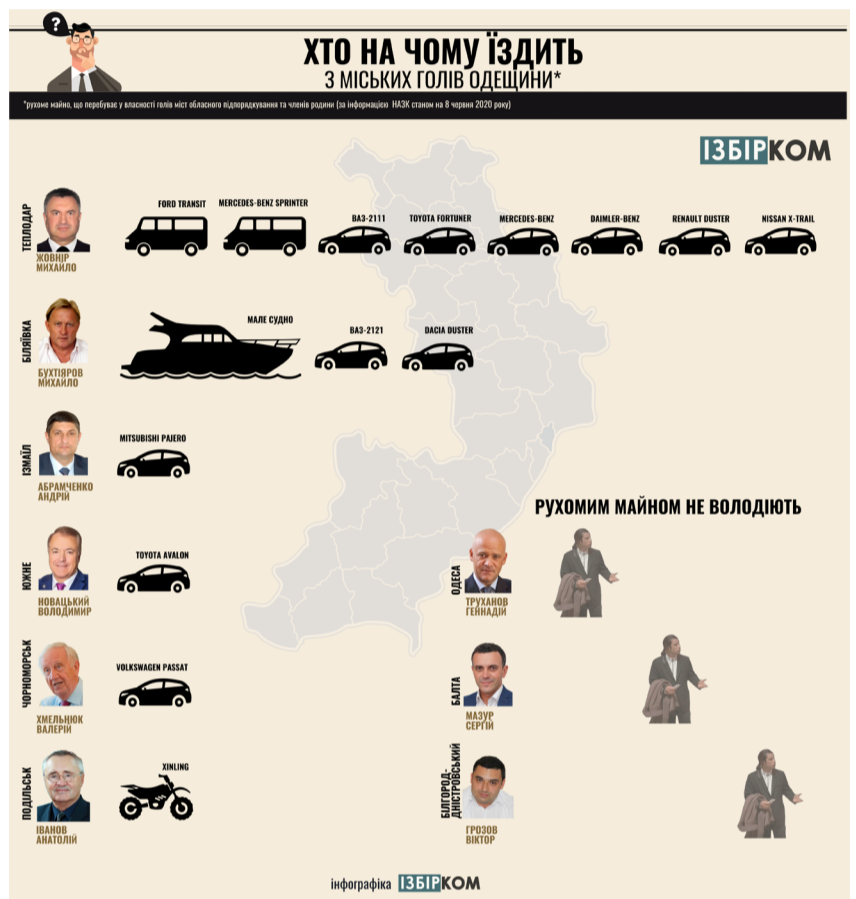 ?
ХТО НА ЧОМУ ЇЗДИТЬ
З МІСЬКИХ ГОЛІВ ОДЕЩИНИ*
*рухоме майно, що перебуває у власності голів міст обласного підпорядкування та членів родини (за інформацією НАЗК станом на 8 червня 2020 року)
ІЗБІРКОМ
ТЕПЛОДАР
ЖОВНІР
МИХАЙЛО
FORD TRANSIT
MERCEDES-BENZ SPRINTER
ВАЗ-2111
TOYOTA FORTUNER
MERCEDES-BENZ
DAIMLER-BENZ
RENAULT DUSTER
NISSAN X-TRAIL
БІЛЯЇВКА
БУХТІЯРОВ
МИХАЙЛО
МАЛЕ СУДНО
ВАЗ-2121
DACIA DUSTER
ІЗМАЇЛ
АБРАМЧЕНКО
АНДРІЙ
MITSUBISHI PAJERO
ЮЖНЕ
НОВАЦЬКИЙ
ВОЛОДИМИР
TOYOTA AVALON
ЧОРНОМОРСЬК
ХМЕЛЬНЮК
ВАЛЕРІЙ
VOLKSWAGEN PASSAT
ПОДІЛЬСЬК
ІВАНОВ
АНАТОЛІЙ
XINLING
РУХОМИМ МАЙНОМ НЕ ВОЛОДІЮТЬ
ОДЕСА
ТРУХАНОВ
ГЕННАДІЙ
БАЛТА
МАЗУР
СЕРГІЙ
БІЛГОРОД-
ДНІСТРОВСЬКИЙ
ГРОЗОВ
ВІКТОР
інфографіка ІЗБІРКОМ